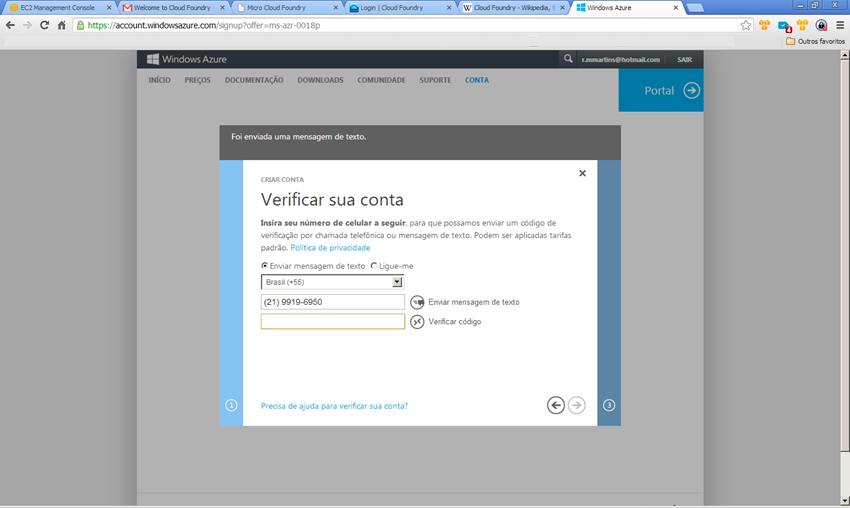 EC2 Management Console
Welcome to Cloud Foundry
Micro Cloud Foundry
Login | Cloud Foundry
Cloud Foundry - Wikipedia, t
Windows Azure
https://account.windowsazure.com/signup?offer=ms-azr-0018p
4
Outros favoritos
Windows Azure
r.mmartins@hotmail.com
SAIR
INÍCIO PREÇOS DOCUMENTAÇÃO DOWNLOADS COMUNIDADE SUPORTE CONTA
Portal
Foi enviada uma mensagem de texto.
CRIAR CONTA
Verificar sua conta
Insira seu número de celular a seguir, para que possamos enviar um código de
verificação por chamada telefônica ou mensagem de texto. Podem ser aplicadas tarifas
padrão. Política de privacidade
Enviar mensagem de texto Ligue-me
Brasil (+55)
(21) 9919-6950 Enviar mensagem de texto
Verificar código
1 Precisa de ajuda para verificar sua conta? 3